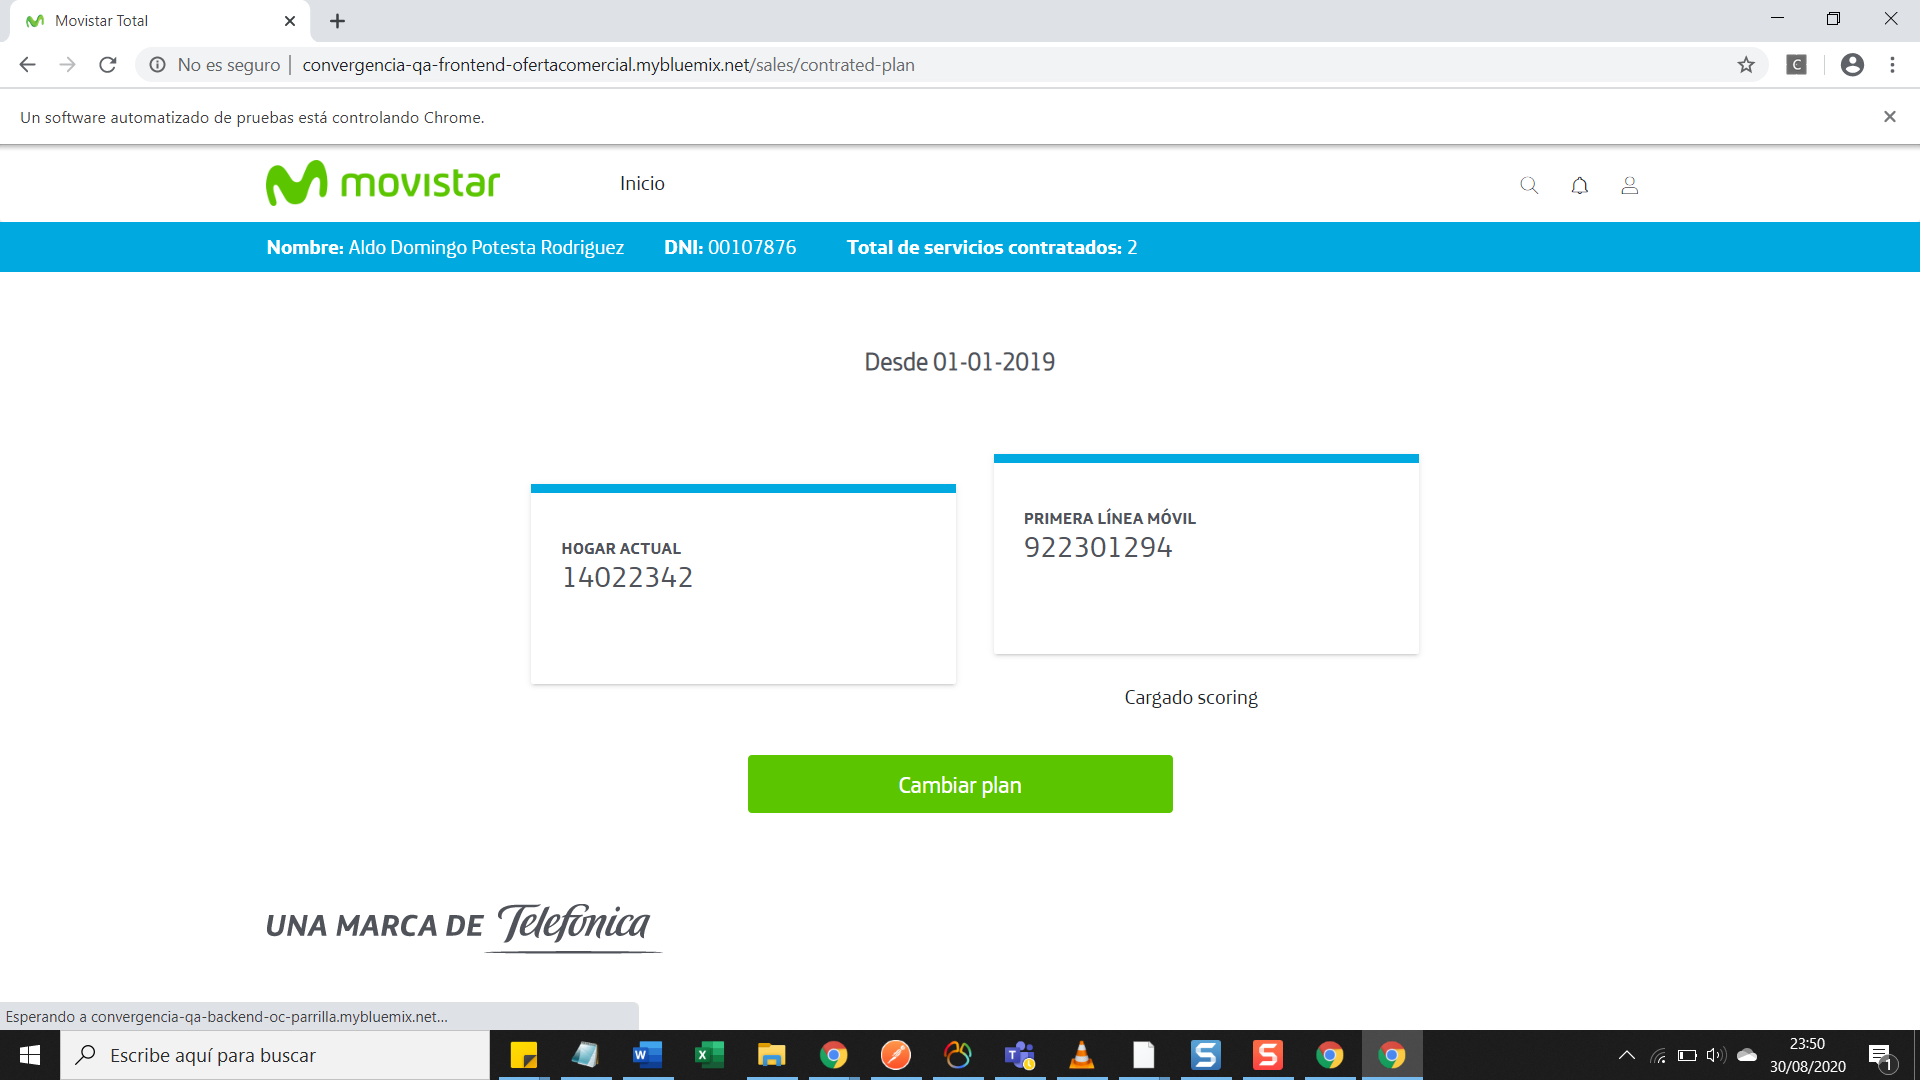 Movistar Total
No es seguro | convergencia-qa-frontend-ofertacomercial.mybluemix.net/sales/contrated-plan
C
Un software automatizado de pruebas está controlando Chrome.
movistar
Inicio
Nombre: Aldo Domingo Potesta Rodriguez DNI: 00107876 Total de servicios contratados: 2
Desde 01-01-2019
HOGAR ACTUAL
14022342
PRIMERA LÍNEA MÓVIL
922301294
Cargado scoring
Cambiar plan
UNA MARCA DE Telefónica
Esperando a convergencia-qa-backend-oc-parrilla.mybluemix.net...
Escribe aquí para buscar
23:50
30/08/2020
1